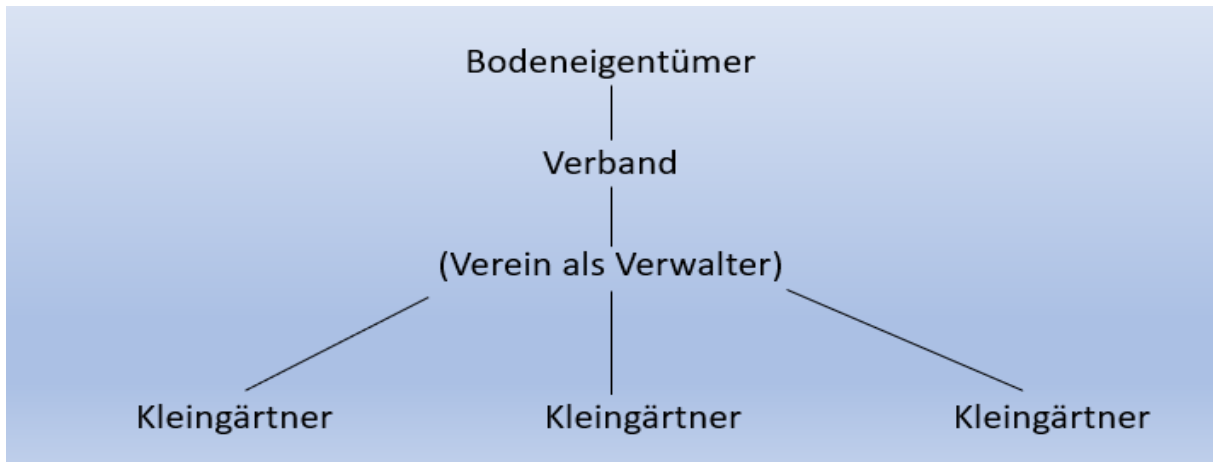 Bodeneigentümer
Verband
(Verein als Verwalter)
Kleingärtner Kleingärtner Kleingärtner